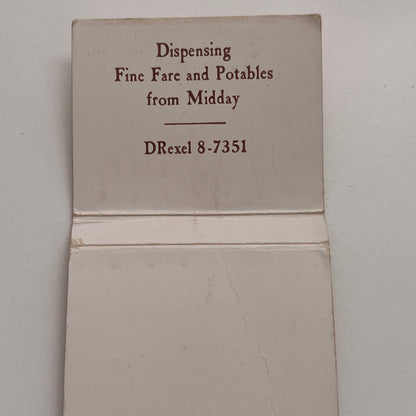 Dispensing
Fine Fare and Potables
from Midday
DRexel 8-7351